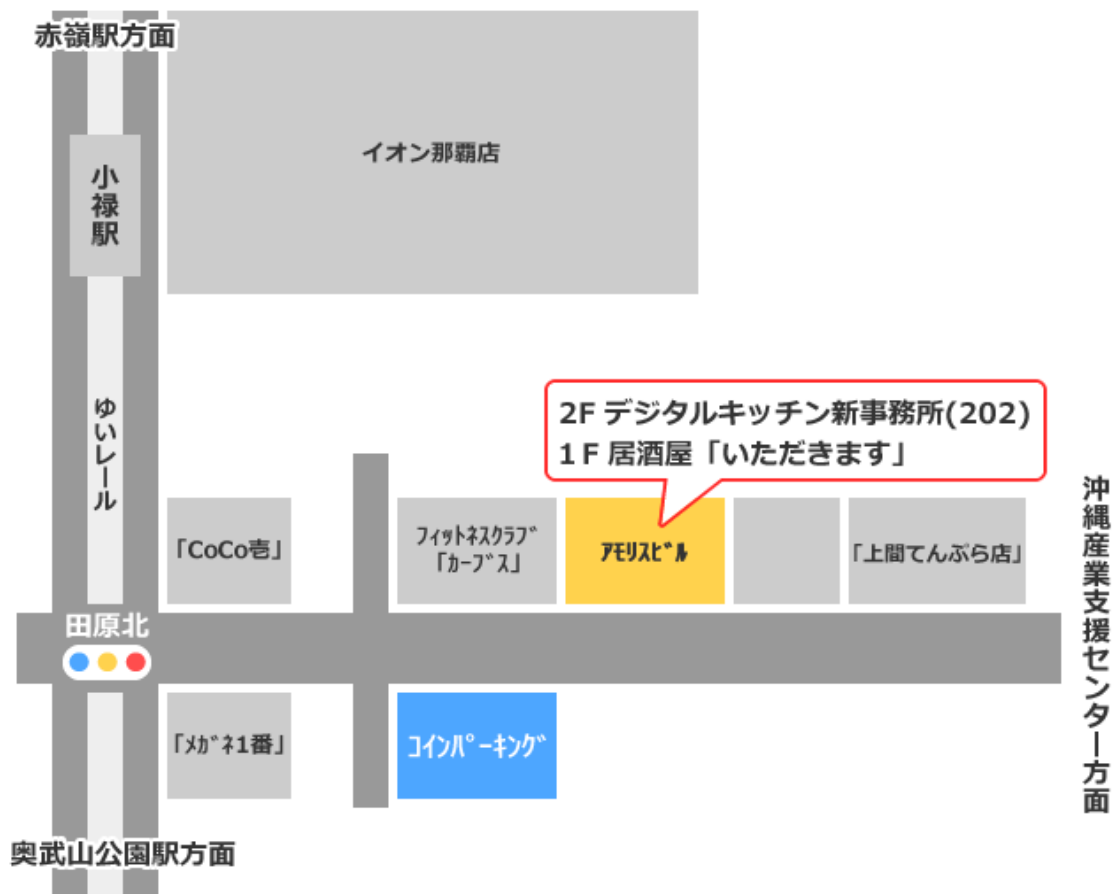 赤嶺駅方面
イオン那覇店
小禄駅
ゆいレール
2F デジタルキッチン新事務所(202)
1F 居酒屋「いただきます」
「CoCo壱」
ﾌｨｯﾄﾈｽｸﾗﾌﾞ
「ｶｰﾌﾞｽ」
ｱﾓﾘｽﾋﾞﾙ
「上間てんぷら店」
沖縄産業支援センター方面
田原北
「ﾒｶﾞﾈ1番」
ｺｲﾝﾊﾟｰｷﾝｸﾞ
奥武山公園駅方面